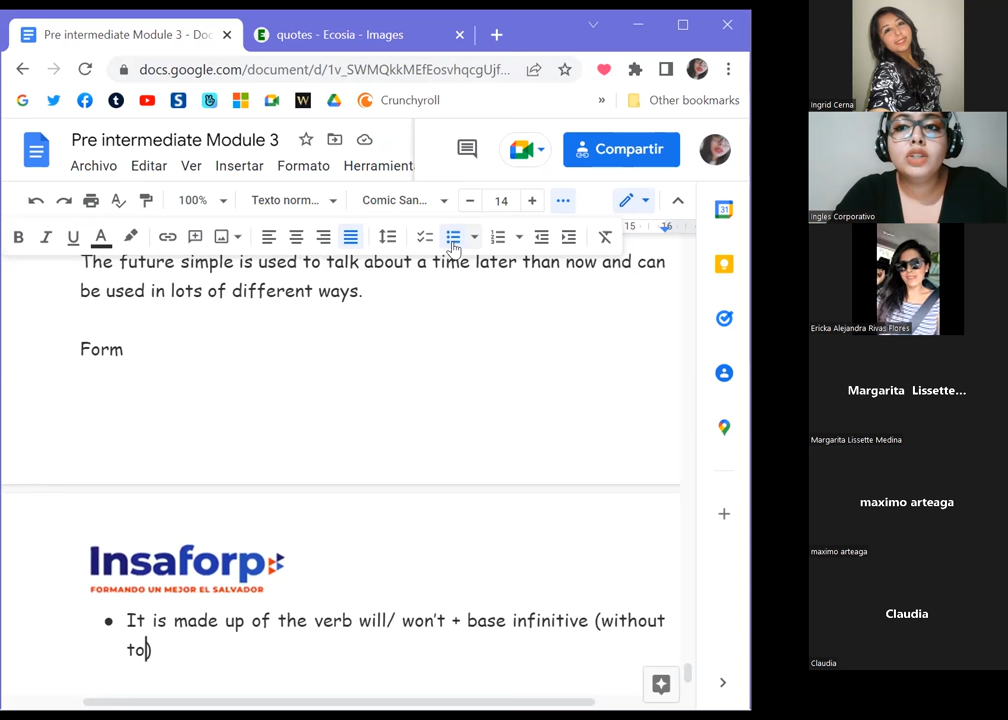 Pre intermediate Module 3 - Doc
quotes - Ecosia - Images
docs.google.com/document/d/1v_SWMQkkMEfEosvhqcgUjf...
Crunchyroll
»
Other bookmarks
Pre intermediate Module 3
Compartir
Archivo Editar Ver Insertar Formato Herramient
100% Texto norm... Comic San... 14
15 16
The future simple is used to talk about a time later than now and can
be used in lots of different ways.
Form
Insaforp
FORMANDO UN MEJOR EL SALVADOR
● It is made up of the verb will/ won't + base infinitive (without
to)
Ingrid Cerna
Ingles Corporativo
Ericka Alejandra Rivas Flores
Margarita Lissette...
Margarita Lissette Medina
maximo arteaga
maximo arteaga
Claudia
Claudia